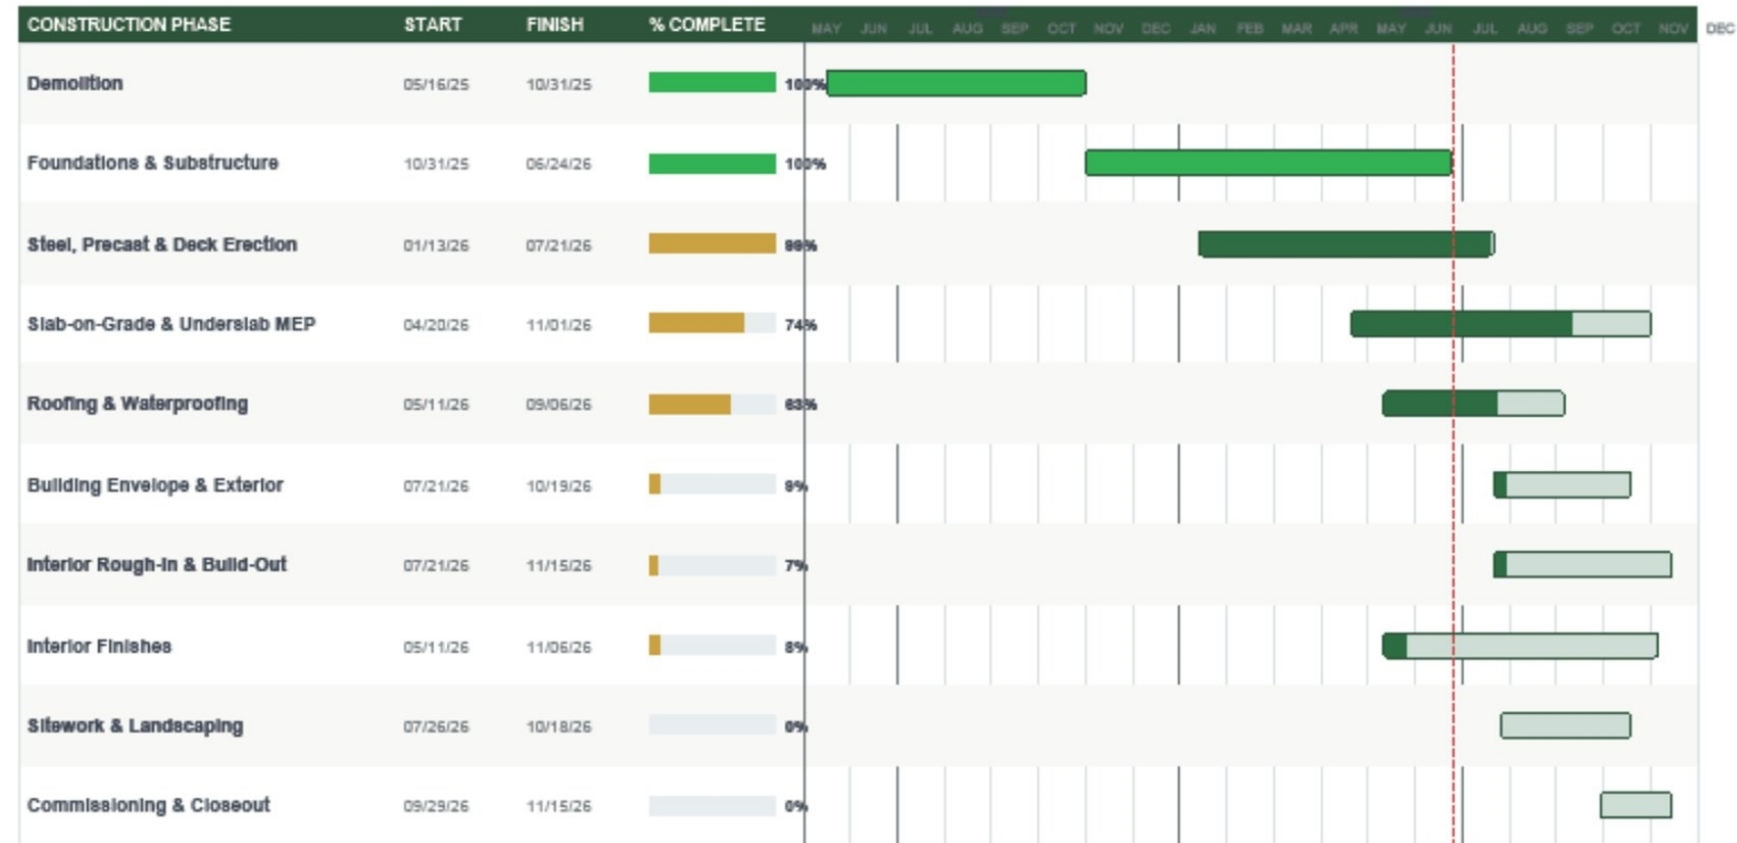 CONSTRUCTION PHASE START FINISH % COMPLETE MAY JUN JUL AUG SEP OCT NOV DEC JAN FEB MAR APR MAY JUN JUL AUG SEP OCT NOV DEC
Demolition 05/16/25 10/31/25 100%
Foundations & Substructure 10/31/25 06/24/26 100%
Steel, Precast & Deck Erection 01/13/26 07/21/26 99%
Slab-on-Grade & Underslab MEP 04/20/26 11/01/26 74%
Roofing & Waterproofing 05/11/26 09/06/26 63%
Building Envelope & Exterior 07/21/26 10/19/26 9%
Interior Rough-In & Build-Out 07/21/26 11/15/26 7%
Interior Finishes 05/11/26 11/06/26 8%
Sitework & Landscaping 07/26/26 10/18/26 0%
Commissioning & Closeout 09/29/26 11/15/26 0%